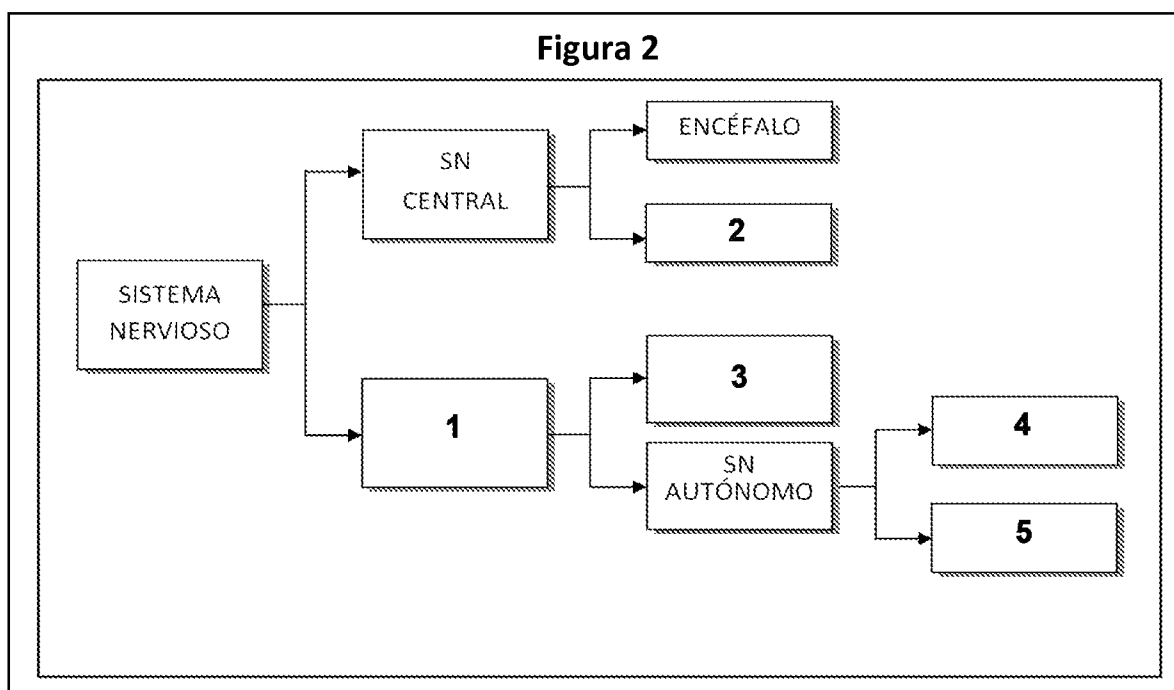 Figura 2
SN
CENTRAL
ENCÉFALO
2
SISTEMA
NERVIOSO
1
3
SN
AUTÓNOMO
4
5